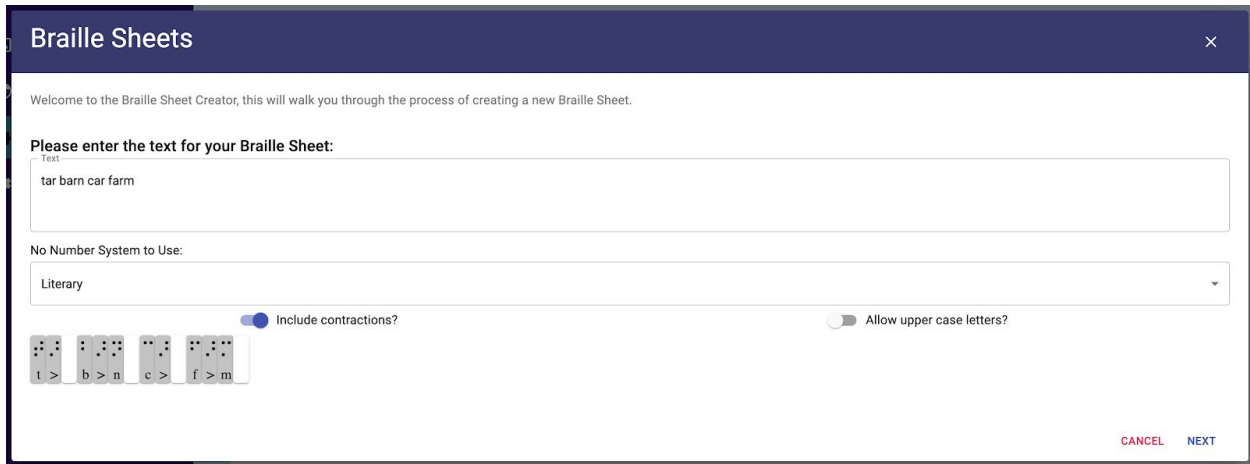 Braille Sheets
Welcome to the Braille Sheet Creator, this will walk you through the process of creating a new Braille Sheet.
Please enter the text for your Braille Sheet:
Text
tar barn car farm
No Number System to Use:
Literary
Include contractions? Allow upper case letters?
⠞⠜ ⠃⠜⠝ ⠉⠜ ⠋⠜⠍
t > b > n c > f > m
CANCEL NEXT